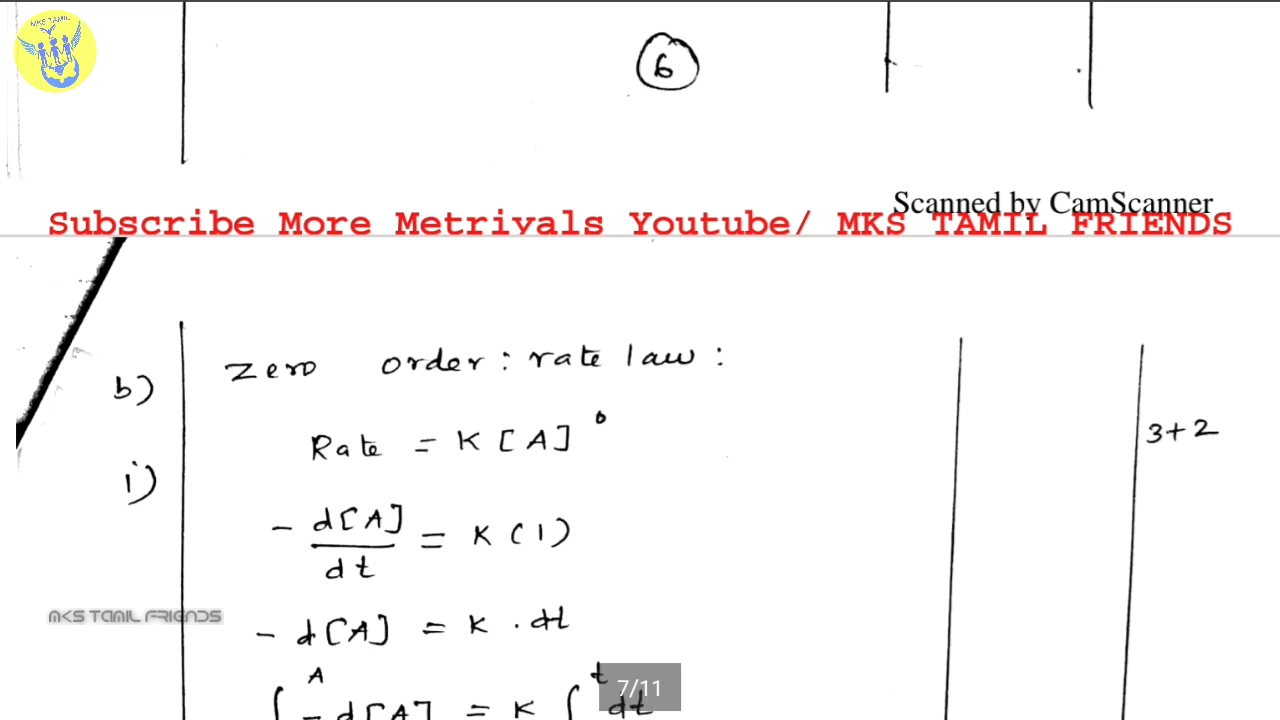 MKS TAMIL
6
Scanned by CamScanner
Subscribe More Metrivals Youtube/ MKS TAMIL FRIENDS
b)
Zero order : rate law :
i)
Rate = K [A]⁰
3+2
- d[A]/dt = K (1)
MKS TAMIL FRIENDS
- d[A] = K . dt
∫ᴬ - d[A] = K ∫ᵗ dt
7/11